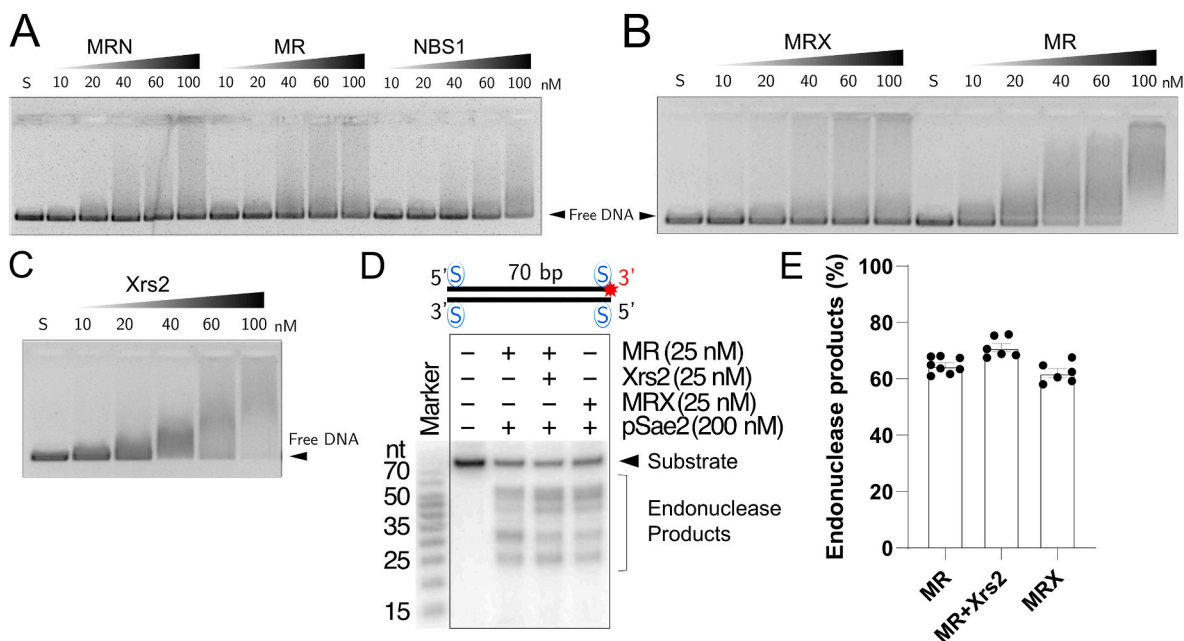 A
MRN MR NBS1
S 10 20 40 60 100 10 20 40 60 100 10 20 40 60 100 nM
B
MRX MR
S 10 20 40 60 100 S 10 20 40 60 100 nM
Free DNA
C
Xrs2
S 10 20 40 60 100 nM
Free DNA
D
5' S 70 bp S 3'
3' S S 5'
Marker
− + + − MR (25 nM)
− − + − Xrs2 (25 nM)
− − − + MRX (25 nM)
− + + + pSae2 (200 nM)
nt
70
50
35
25
15
Substrate
Endonuclease
Products
E
Endonuclease products (%)
100
80
60
40
20
0
MR
MR+Xrs2
MRX